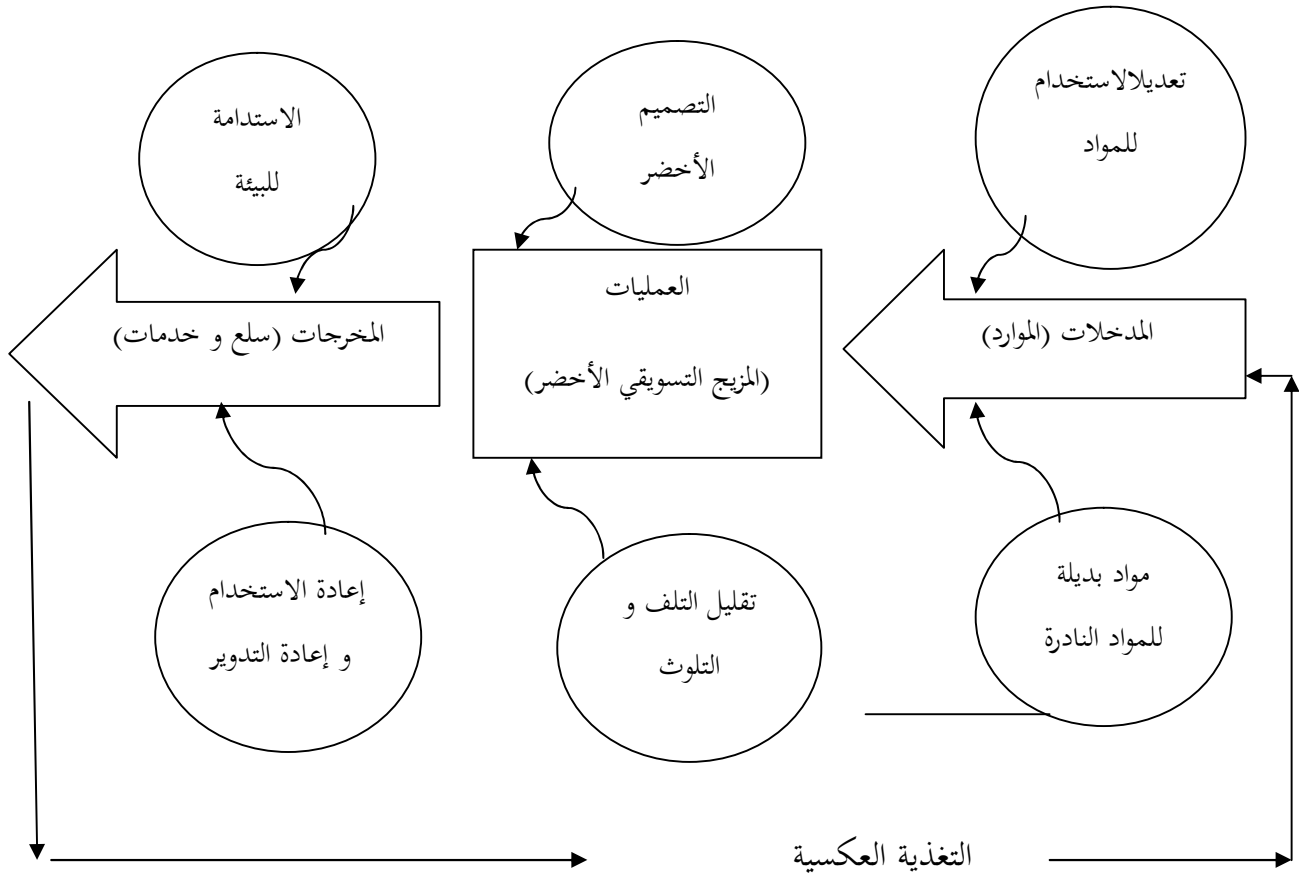 تعديلالاستخدام
للمواد
التصميم
الأخضر
الاستدامة
للبيئة
المدخلات (الموارد)
العمليات
(المزيج التسويقي الأخضر)
المخرجات (سلع و خدمات)
مواد بديلة
للمواد النادرة
تقليل التلف و
التلوث
إعادة الاستخدام
و إعادة التدوير
التغذية العكسية